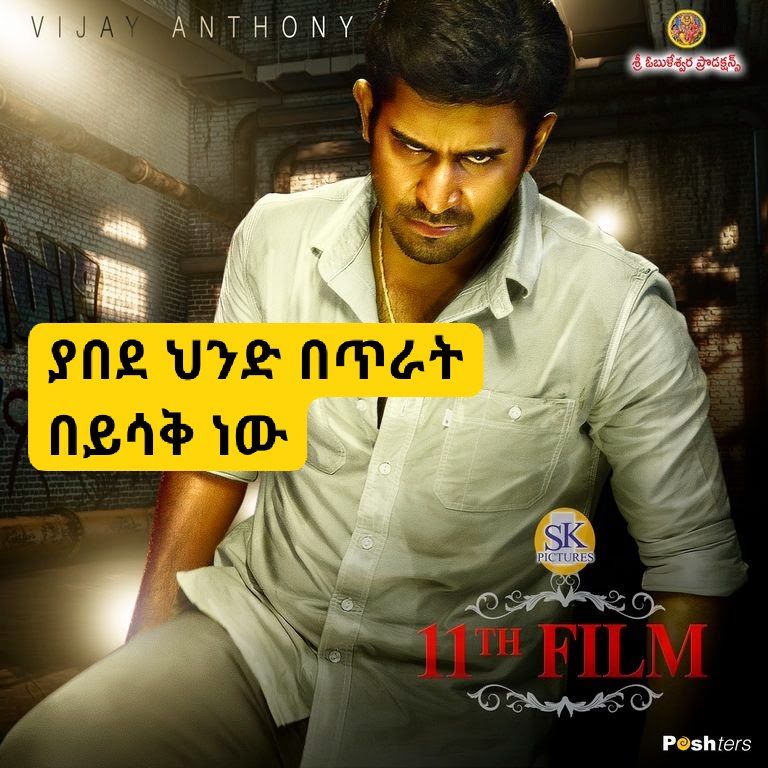 VIJAY ANTHONY
శ్రీ ఓబుళేశ్వర ప్రొడక్షన్స్
ያበደ ህንድ በጥራት
በይሳቅ ነው
SK
PICTURES
11TH FILM
Poshters